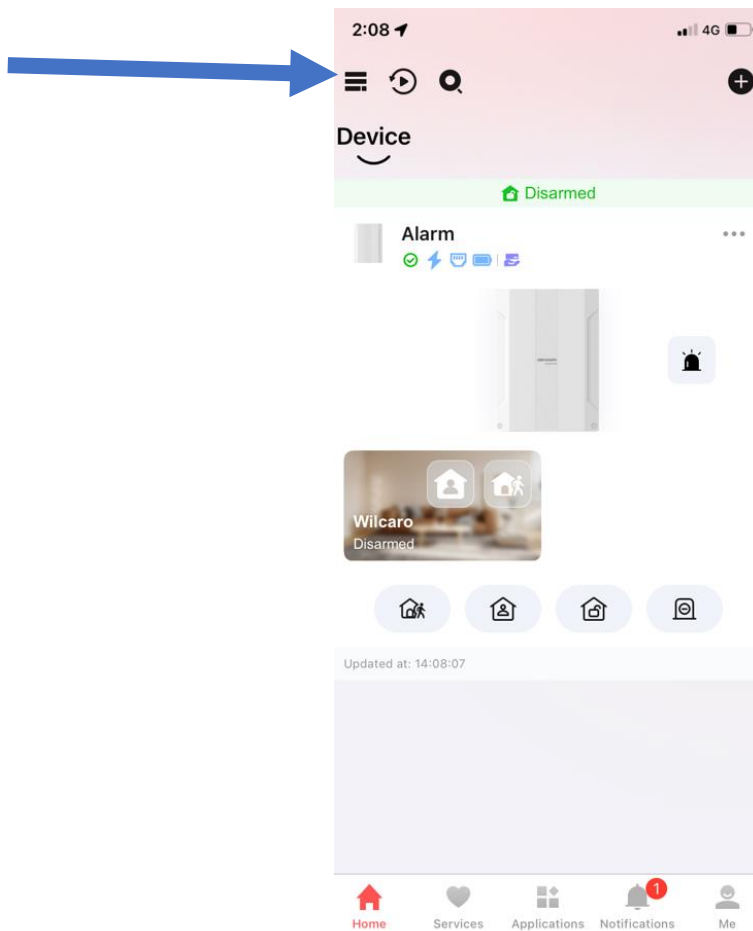 2:08
4G
Device
Disarmed
Alarm
Wilcaro
Disarmed
Updated at: 14:08:07
1
Home Services Applications Notifications Me